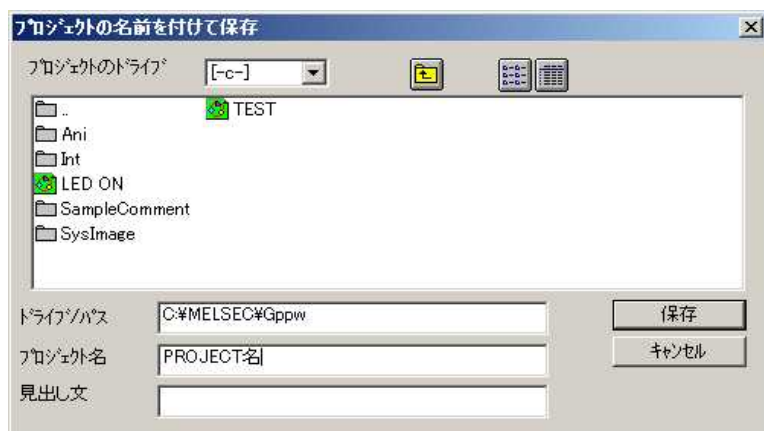 プロジェクトの名前を付けて保存
プロジェクトのドライブ [-c-]
.. TEST
Ani
Int
LED ON
SampleComment
SysImage
ドライブ/パス C:¥MELSEC¥Gppw 保存
プロジェクト名 PROJECT名 キャンセル
見出し文